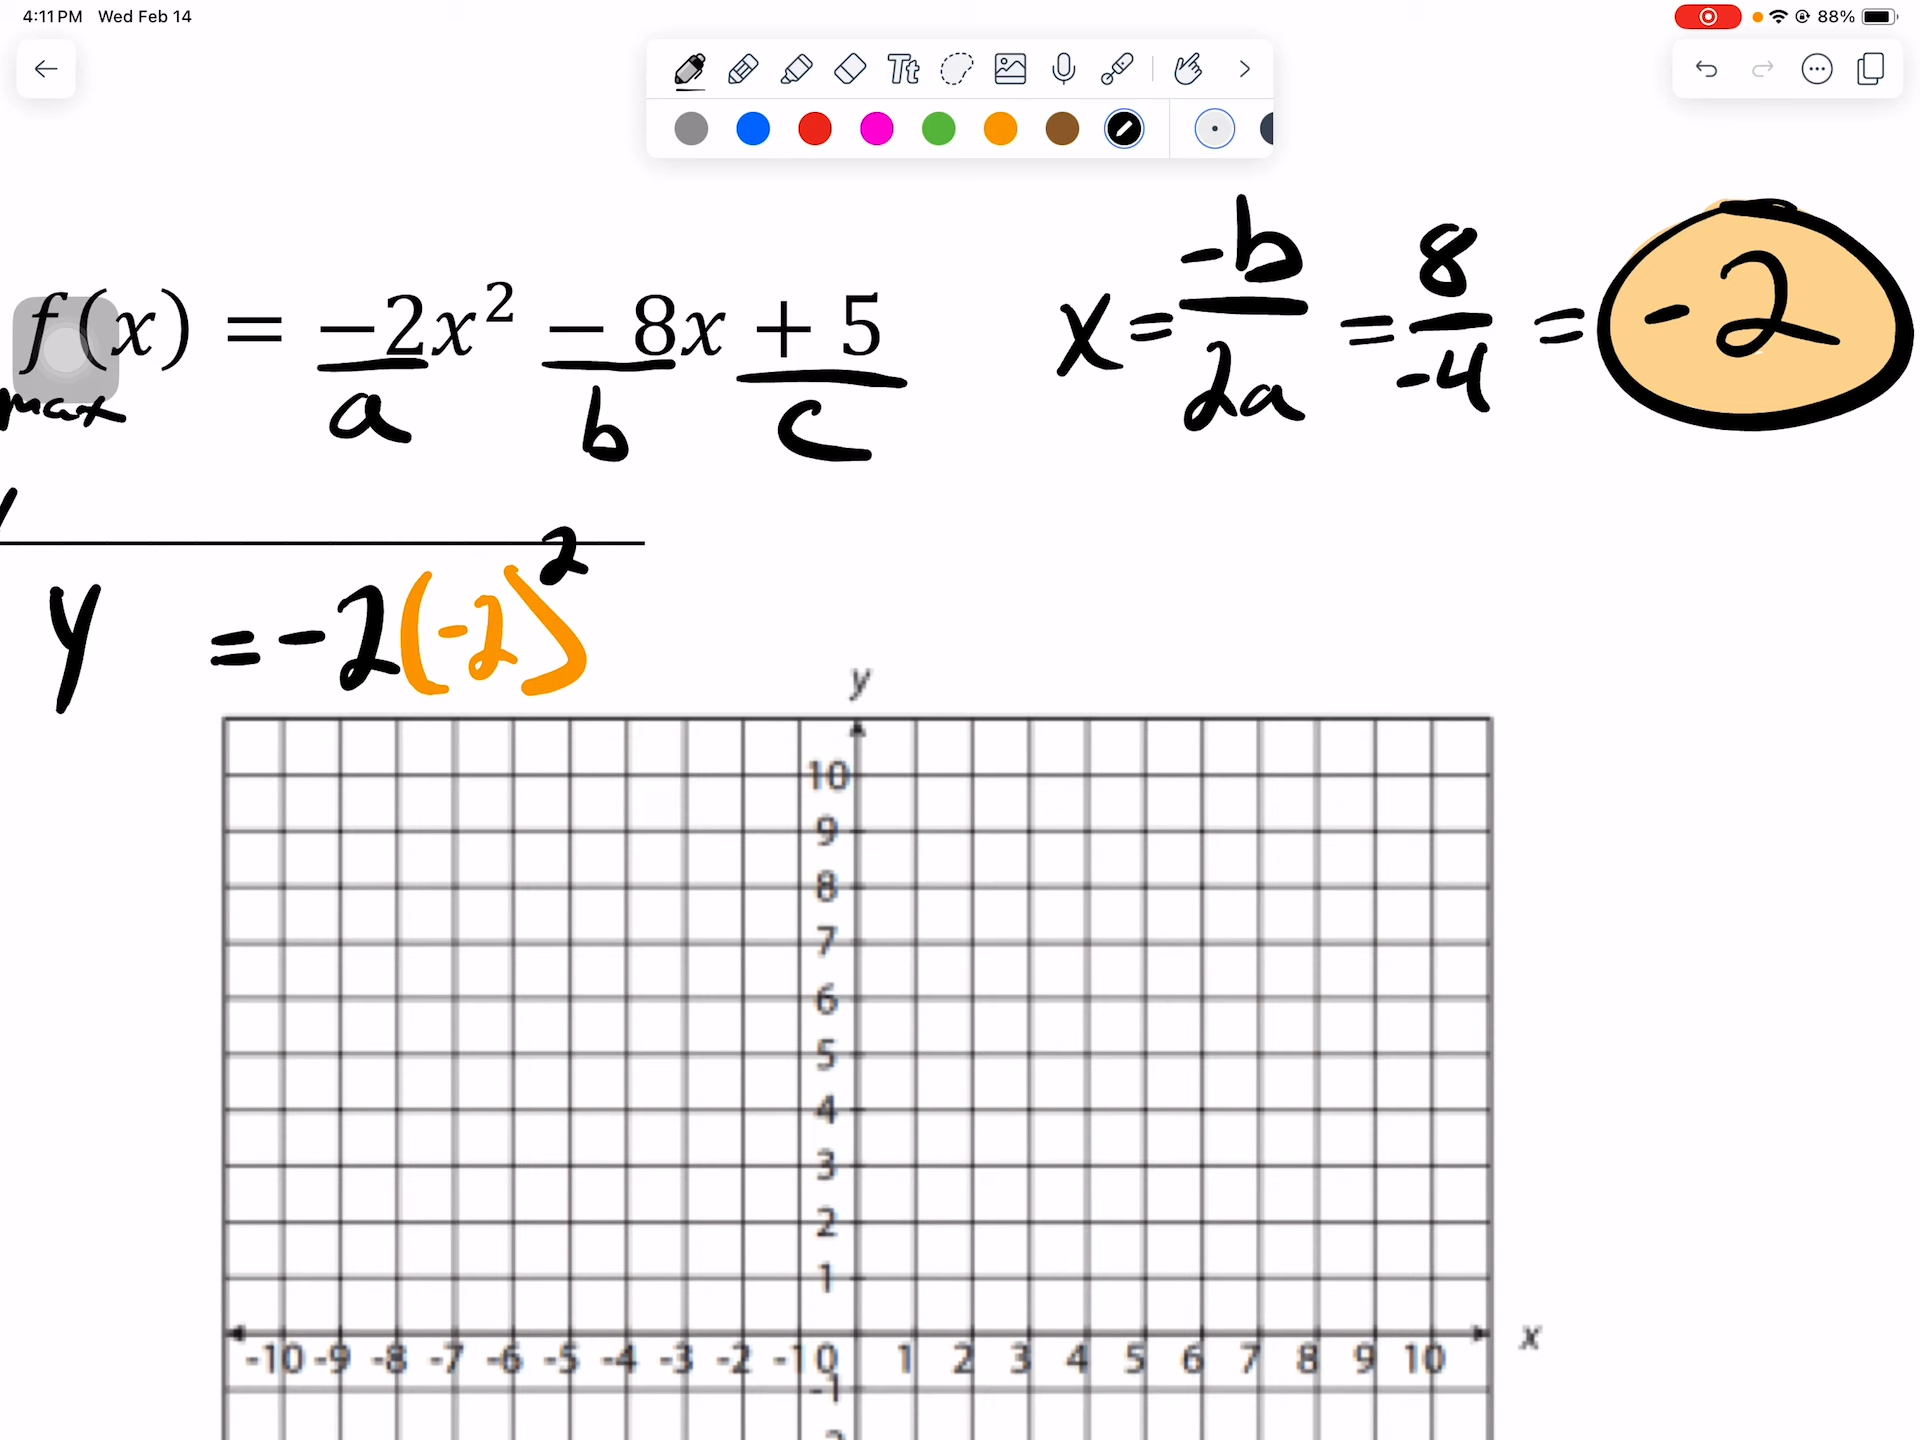 4:11 PM Wed Feb 14
88%
Tt
f(x) = −2x² − 8x + 5
max a b c
x = -b/2a = 8/-4 = -2
y = -2(-2)²
y
10
9
8
7
6
5
4
3
2
1
x
-10 -9 -8 -7 -6 -5 -4 -3 -2 -1 0 1 2 3 4 5 6 7 8 9 10
-1